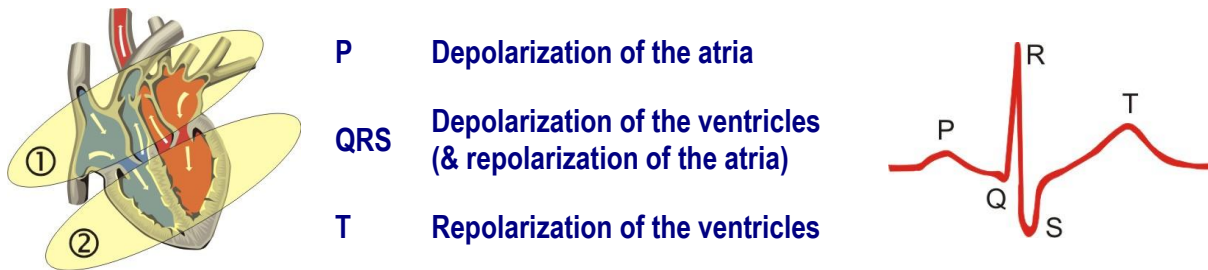 ①
②
P Depolarization of the atria
QRS Depolarization of the ventricles
(& repolarization of the atria)
T Repolarization of the ventricles
R
T
P
Q
S